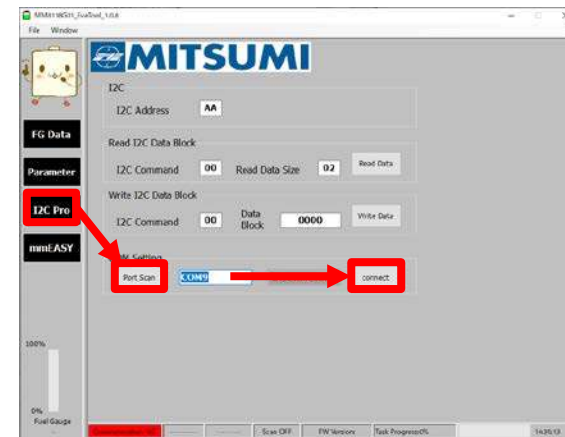 File Window
MITSUMI
I2C
I2C Address AA
FG Data
Read I2C Data Block
Parameter
I2C Command 00 Read Data Size 02 Read Data
Write I2C Data Block
I2C Pro
I2C Command 00 Data Block 0000 Write Data
mmEASY
Setting
Port Scan COM9 connect
100%
0%
Fuel Gauge
Scan OFF FW Version: Task Progress:0%